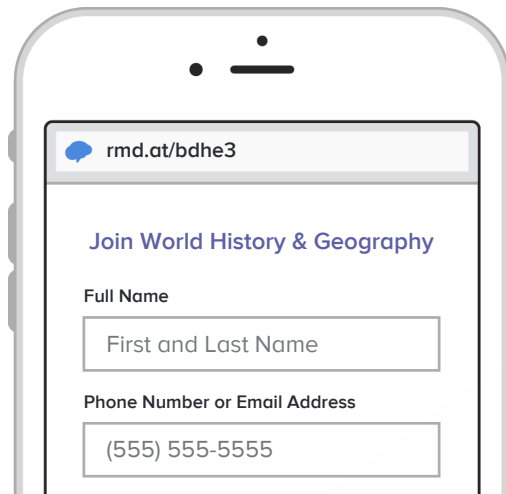 rmd.at/bdhe3
Join World History & Geography
Full Name
First and Last Name
Phone Number or Email Address
(555) 555-5555